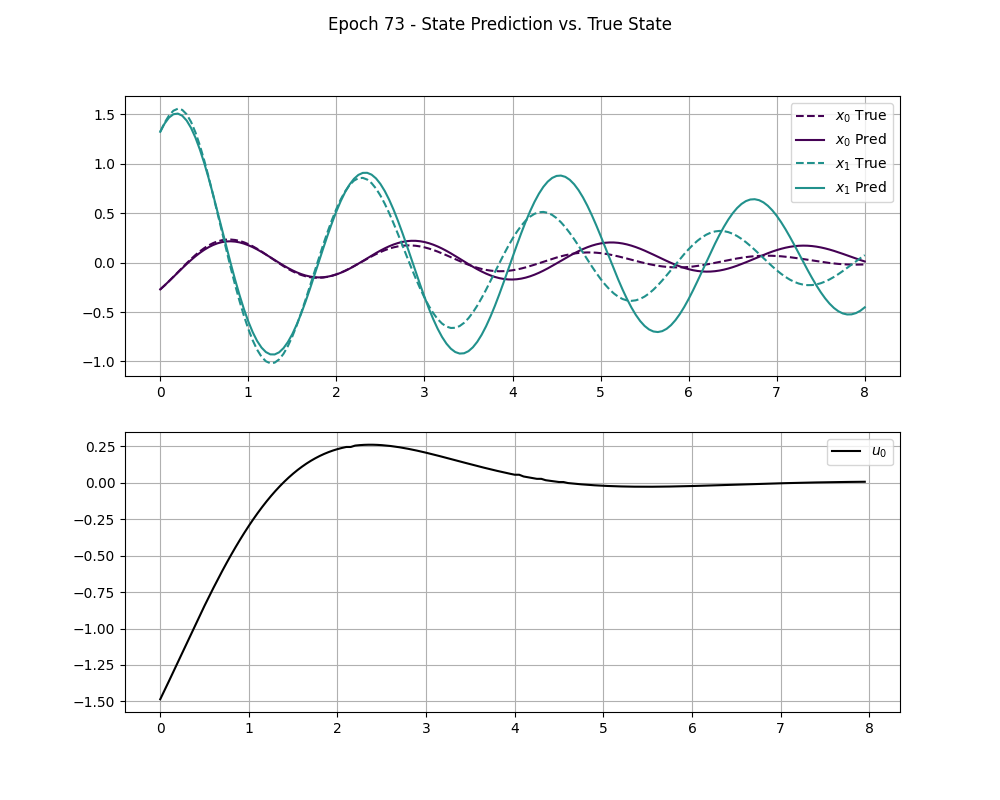 Epoch 73 - State Prediction vs. True State
1.5
1.0
0.5
0.0
−0.5
−1.0
x₀ True
x₀ Pred
x₁ True
x₁ Pred
0 1 2 3 4 5 6 7 8
0.25
0.00
−0.25
−0.50
−0.75
−1.00
−1.25
−1.50
u₀
0 1 2 3 4 5 6 7 8